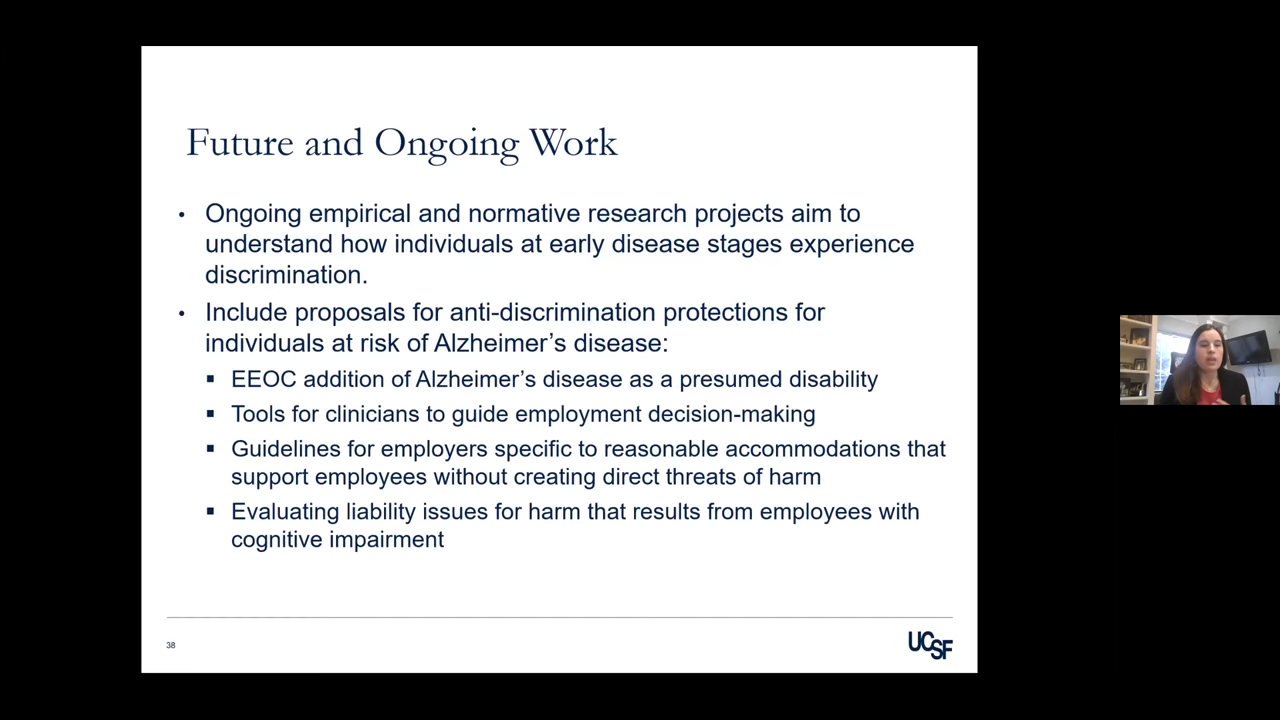 Future and Ongoing Work
• Ongoing empirical and normative research projects aim to
understand how individuals at early disease stages experience
discrimination.
• Include proposals for anti-discrimination protections for
individuals at risk of Alzheimer’s disease:
▪ EEOC addition of Alzheimer’s disease as a presumed disability
▪ Tools for clinicians to guide employment decision-making
▪ Guidelines for employers specific to reasonable accommodations that
support employees without creating direct threats of harm
▪ Evaluating liability issues for harm that results from employees with
cognitive impairment
38
UCSF